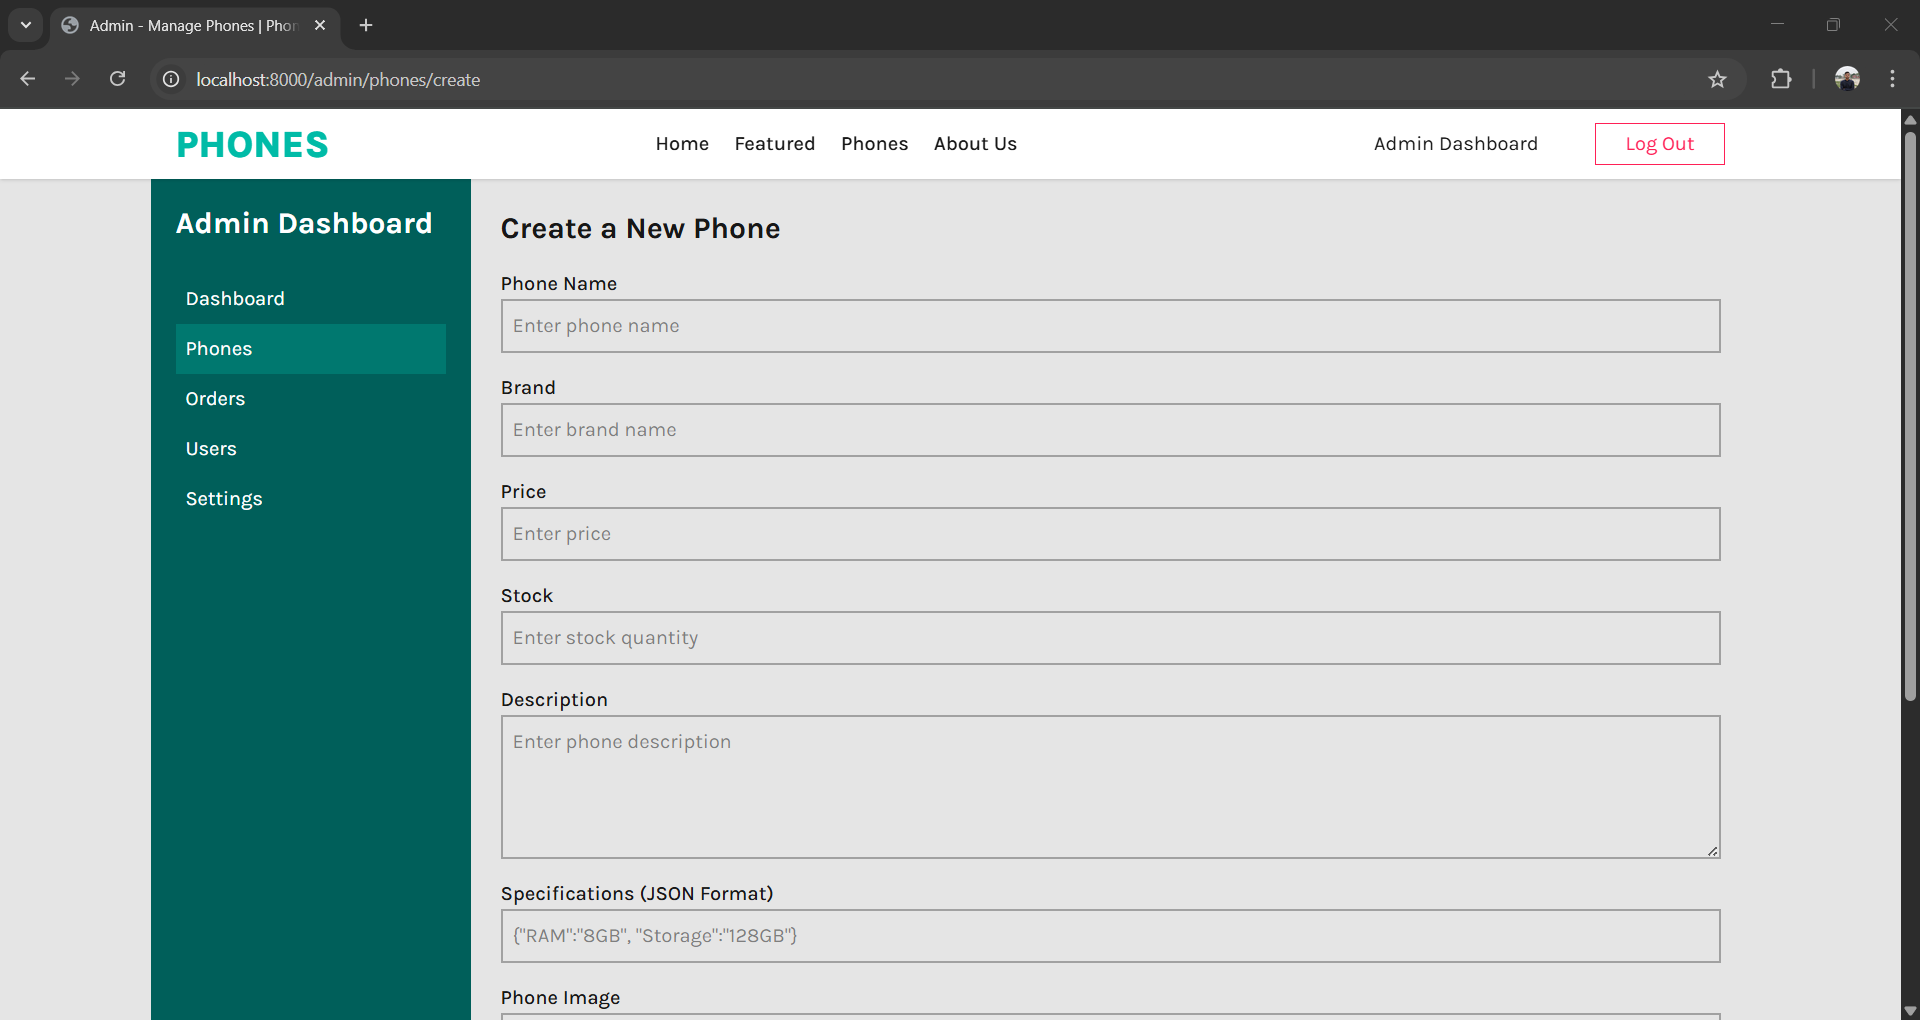 Admin - Manage Phones | Phon
localhost:8000/admin/phones/create
PHONES
Home
Featured
Phones
About Us
Admin Dashboard
Log Out
Admin Dashboard
Dashboard
Phones
Orders
Users
Settings
Create a New Phone
Phone Name
Enter phone name
Brand
Enter brand name
Price
Enter price
Stock
Enter stock quantity
Description
Enter phone description
Specifications (JSON Format)
{"RAM":"8GB", "Storage":"128GB"}
Phone Image